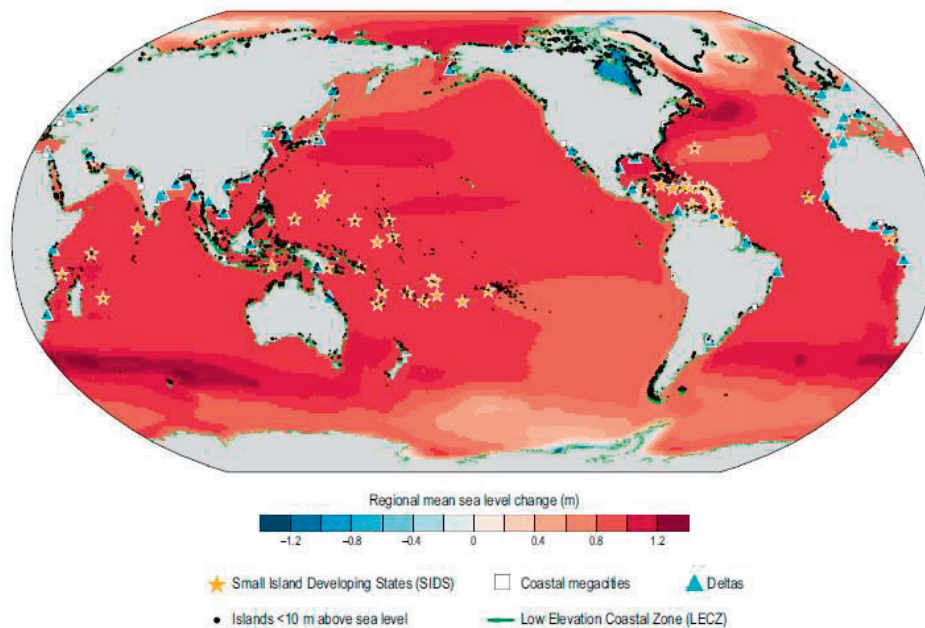 Regional mean sea level change (m)
–1.2 –0.8 –0.4 0 0.4 0.8 1.2
Small Island Developing States (SIDS) Coastal megacities Deltas
Islands <10 m above sea level Low Elevation Coastal Zone (LECZ)